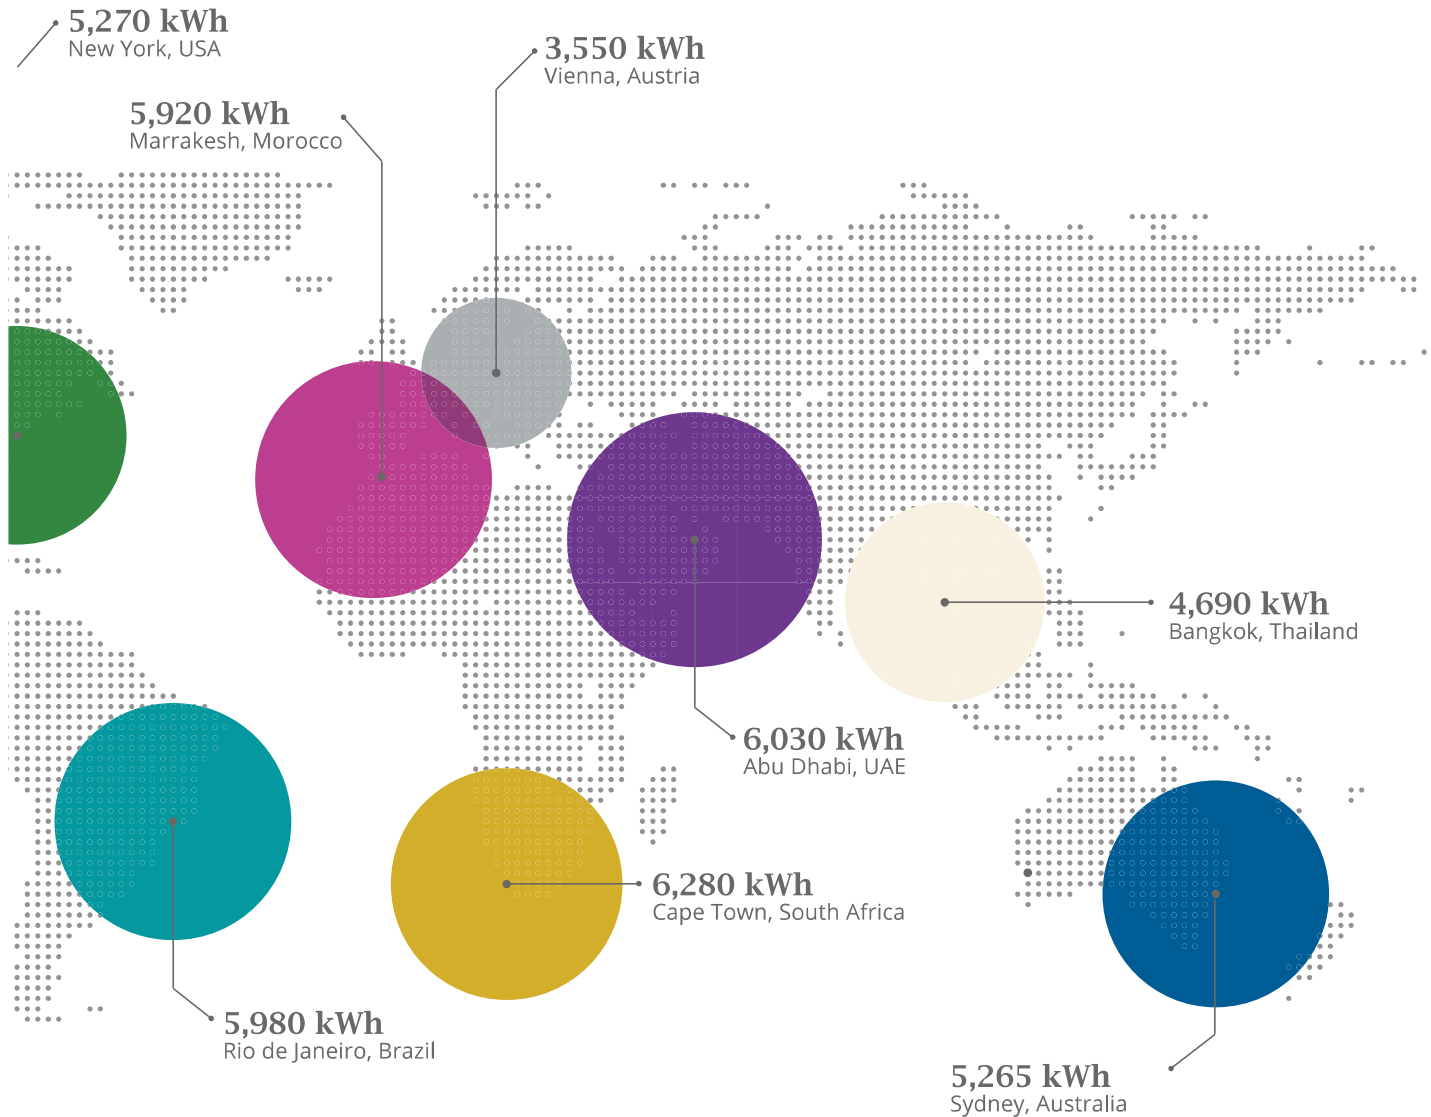 5,270 kWh
New York, USA
3,550 kWh
Vienna, Austria
5,920 kWh
Marrakesh, Morocco
4,690 kWh
Bangkok, Thailand
6,030 kWh
Abu Dhabi, UAE
6,280 kWh
Cape Town, South Africa
5,980 kWh
Rio de Janeiro, Brazil
5,265 kWh
Sydney, Australia